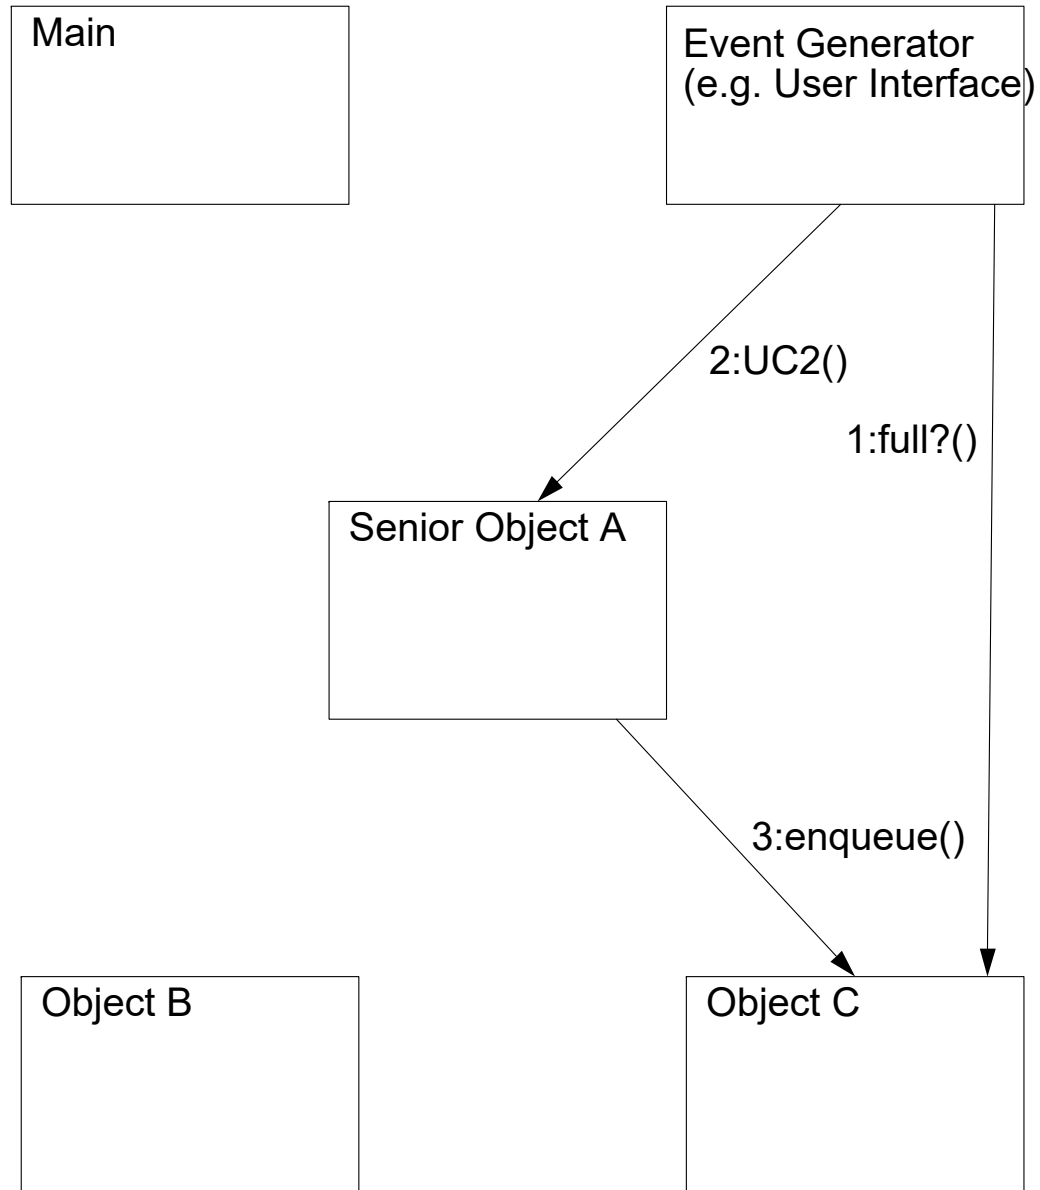 Main
Event Generator
(e.g. User Interface)
2:UC2()
1:full?()
Senior Object A
3:enqueue()
Object B
Object C